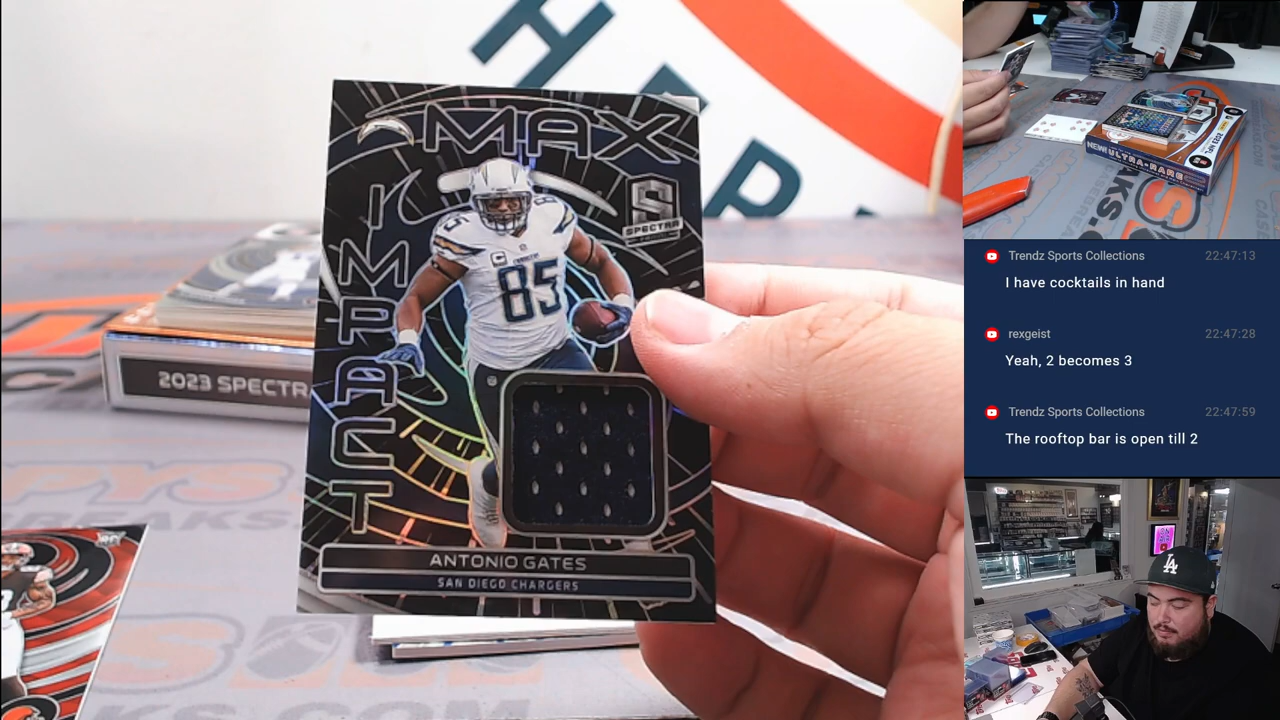 MAX
IMPACT
SPECTRA
85
85
C
ANTONIO GATES
SAN DIEGO CHARGERS
2023 SPECTRA
HER
P
NEW! ULTRA-RARE
LA
Trendz Sports Collections 22:47:13
I have cocktails in hand
rexgeist 22:47:28
Yeah, 2 becomes 3
Trendz Sports Collections 22:47:59
The rooftop bar is open till 2